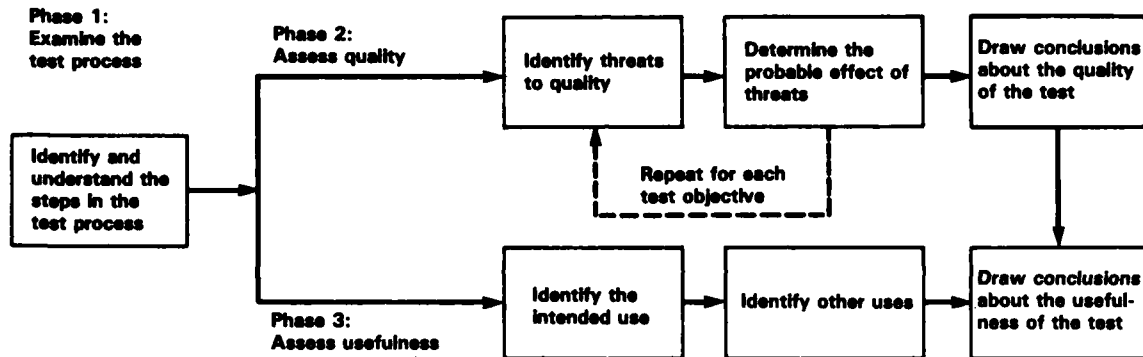 Phase 1:
Examine the
test process
Phase 2:
Assess quality
Identify threats
to quality
Determine the
probable effect of
threats
Draw conclusions
about the quality
of the test
Identify and
understand the
steps in the
test process
Repeat for each
test objective
Identify the
intended use
Identify other uses
Draw conclusions
about the useful-
ness of the test
Phase 3:
Assess usefulness